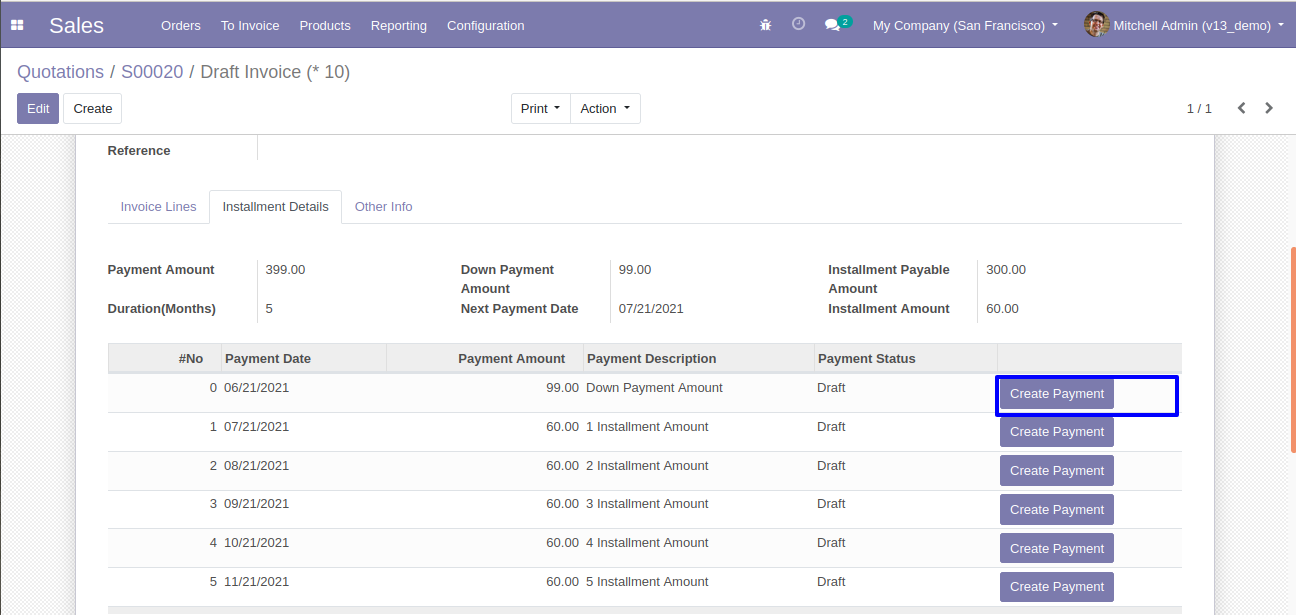 Sales Orders To Invoice Products Reporting Configuration 2 My Company (San Francisco) Mitchell Admin (v13_demo)
Quotations / S00020 / Draft Invoice (* 10)
Edit Create Print Action 1 / 1
Reference
Invoice Lines Installment Details Other Info
Payment Amount 399.00 Down Payment 99.00 Installment Payable 300.00
Amount Amount
Duration(Months) 5 Next Payment Date 07/21/2021 Installment Amount 60.00
#No Payment Date Payment Amount Payment Description Payment Status
0 06/21/2021 99.00 Down Payment Amount Draft Create Payment
1 07/21/2021 60.00 1 Installment Amount Draft Create Payment
2 08/21/2021 60.00 2 Installment Amount Draft Create Payment
3 09/21/2021 60.00 3 Installment Amount Draft Create Payment
4 10/21/2021 60.00 4 Installment Amount Draft Create Payment
5 11/21/2021 60.00 5 Installment Amount Draft Create Payment